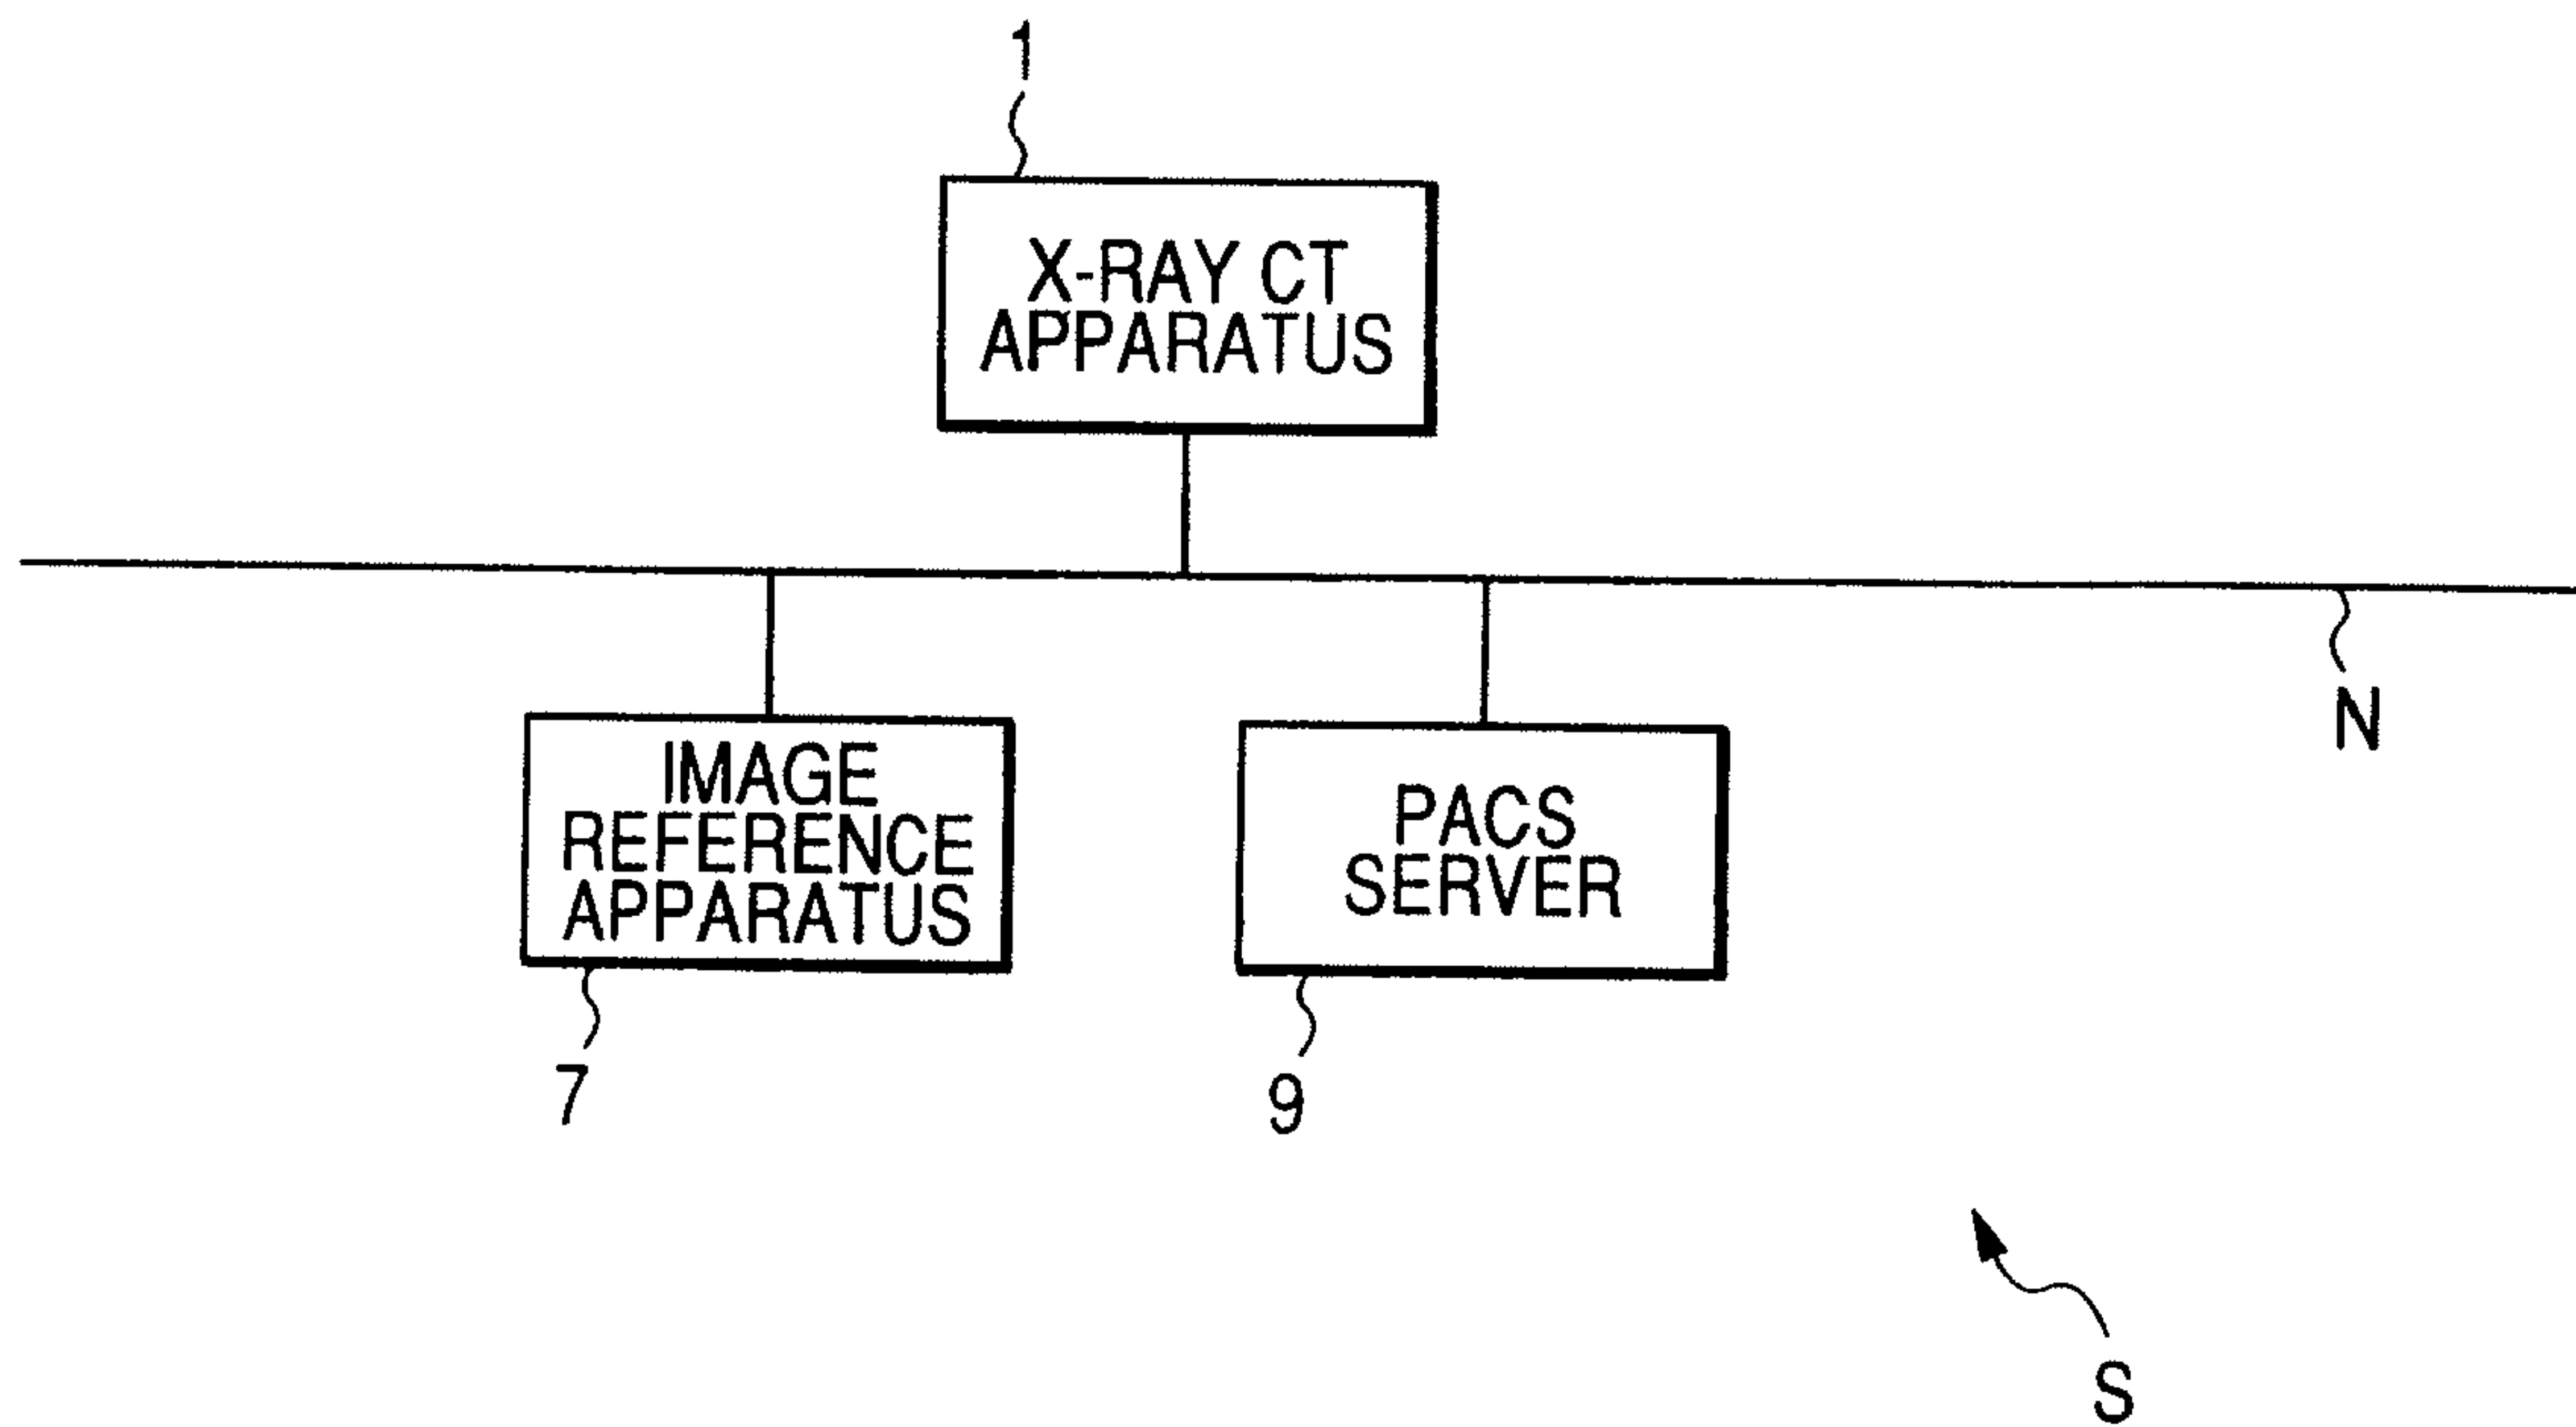 1
X-RAY CT
APPARATUS
N
IMAGE
REFERENCE
APPARATUS
PACS
SERVER
7
9
S